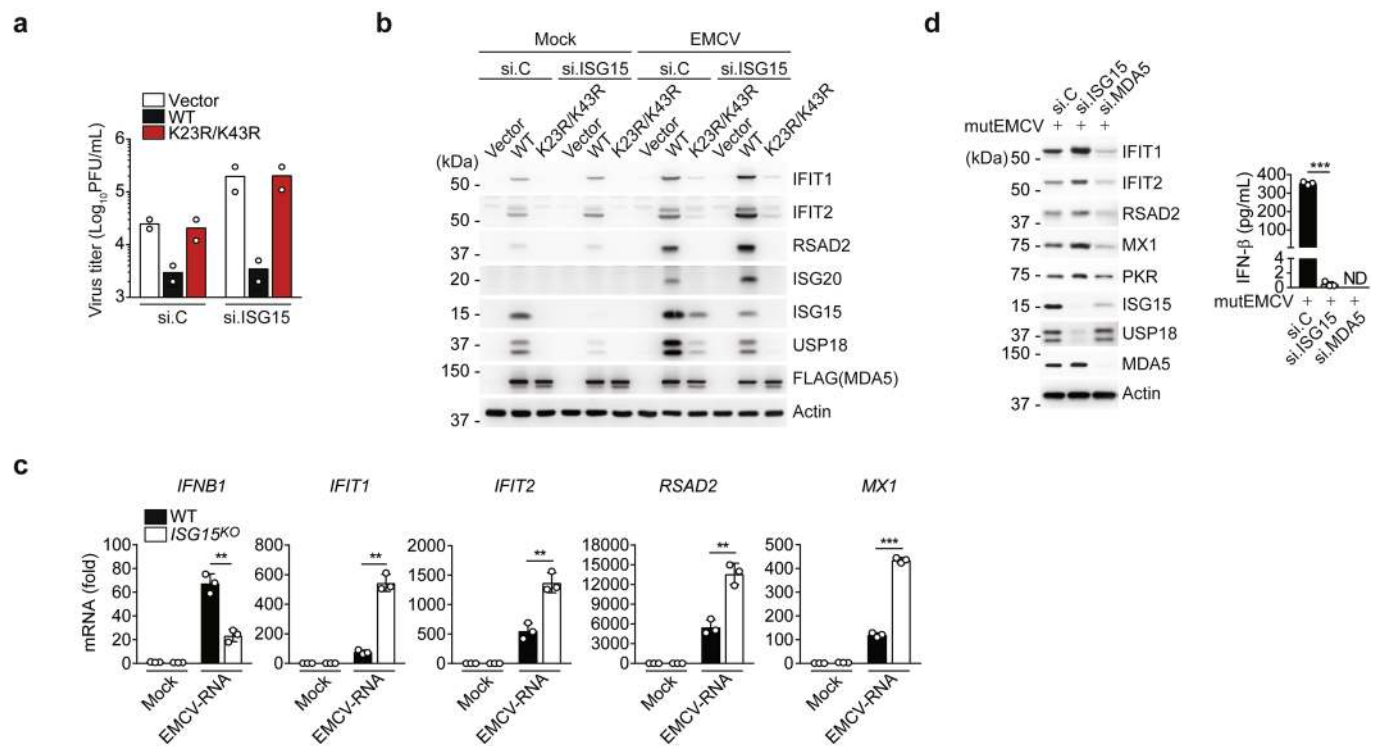 a
Vector
WT
K23R/K43R
Virus titer (Log10PFU/mL)
6
5
4
3
si.C
si.ISG15
b
Mock
EMCV
si.C
si.ISG15
si.C
si.ISG15
Vector
WT
K23R/K43R
Vector
WT
K23R/K43R
Vector
WT
K23R/K43R
Vector
WT
K23R/K43R
(kDa)
50 -
IFIT1
50 -
IFIT2
37 -
RSAD2
20 -
ISG20
15 -
ISG15
37 -
USP18
150 -
FLAG(MDA5)
37 -
Actin
d
si.C
si.ISG15
si.MDA5
mutEMCV + + +
(kDa)
50 -
IFIT1
IFIT2
37 -
RSAD2
75 -
MX1
75 -
PKR
15 -
ISG15
37 -
USP18
150 -
MDA5
37 -
Actin
IFN-β (pg/mL)
400
300
200
100
4
2
0
***
ND
mutEMCV + + +
si.C
si.ISG15
si.MDA5
c
WT
ISG15KO
mRNA (fold)
IFNB1
100
80
60
40
20
0
**
Mock
EMCV-RNA
IFIT1
800
600
400
200
0
**
Mock
EMCV-RNA
IFIT2
2000
1500
1000
500
0
**
Mock
EMCV-RNA
RSAD2
18000
15000
12000
9000
6000
3000
0
**
Mock
EMCV-RNA
MX1
500
400
300
200
100
0
***
Mock
EMCV-RNA